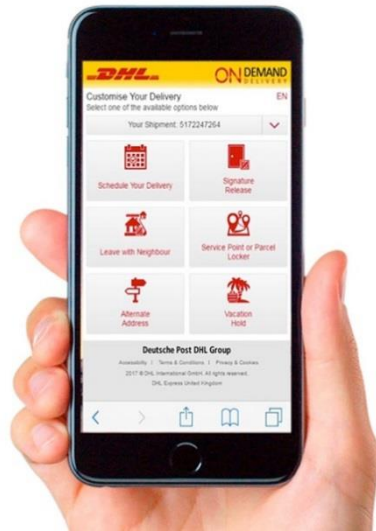 DHL
ON DEMAND
DELIVERY
Customise Your Delivery
EN
Select one of the available options below
Your Shipment: 5172247264
Schedule Your Delivery
Signature
Release
Leave with Neighbour
Service Point or Parcel
Locker
Alternate
Address
Vacation
Hold
Deutsche Post DHL Group
Accessibility | Terms & Conditions | Privacy & Cookies
2017 © DHL International GmbH. All rights reserved.
DHL Express United Kingdom